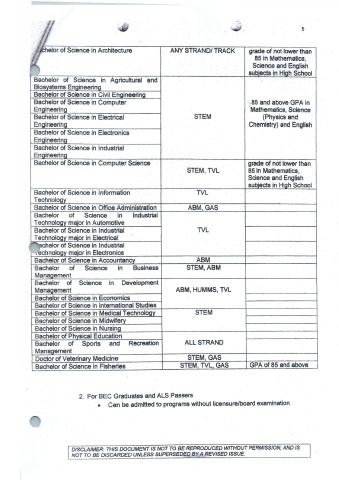 5
chelor of Science in Architecture
ANY STRAND/ TRACK
grade of not lower than
85 in Mathematics,
Science and English
subjects in High School
Bachelor of Science in Agricultural and
Biosystems Engineering
Bachelor of Science in Civil Engineering
Bachelor of Science in Computer
Engineering
Bachelor of Science in Electrical
Engineering
Bachelor of Science in Electronics
Engineering
Bachelor of Science in Industrial
Engineering
STEM
85 and above GPA in
Mathematics, Science
(Physics and
Chemistry) and English
Bachelor of Science in Computer Science
STEM, TVL
grade of not lower than
85 in Mathematics,
Science and English
subjects in High School
Bachelor of Science in Information
Technology
TVL
Bachelor of Science in Office Administration
ABM, GAS
Bachelor of Science in Industrial
Technology major in Automotive
Bachelor of Science in Industrial
Technology major in Electrical
Bachelor of Science in Industrial
Technology major in Electronics
TVL
Bachelor of Science in Accountancy
ABM
Bachelor of Science in Business
Management
STEM, ABM
Bachelor of Science in Development
Management
ABM, HUMMS, TVL
Bachelor of Science in Economics
Bachelor of Science in International Studies
Bachelor of Science in Medical Technology
STEM
Bachelor of Science in Midwifery
Bachelor of Science in Nursing
Bachelor of Physical Education
Bachelor of Sports and Recreation
Management
ALL STRAND
Doctor of Veterinary Medicine
STEM, GAS
Bachelor of Science in Fisheries
STEM, TVL, GAS
GPA of 85 and above
2. For BEC Graduates and ALS Passers
• Can be admitted to programs without licensure/board examination
DISCLAIMER: THIS DOCUMENT IS NOT TO BE REPRODUCED WITHOUT PERMISSION; AND IS
NOT TO BE DISCARDED UNLESS SUPERSEDED BY A REVISED ISSUE.